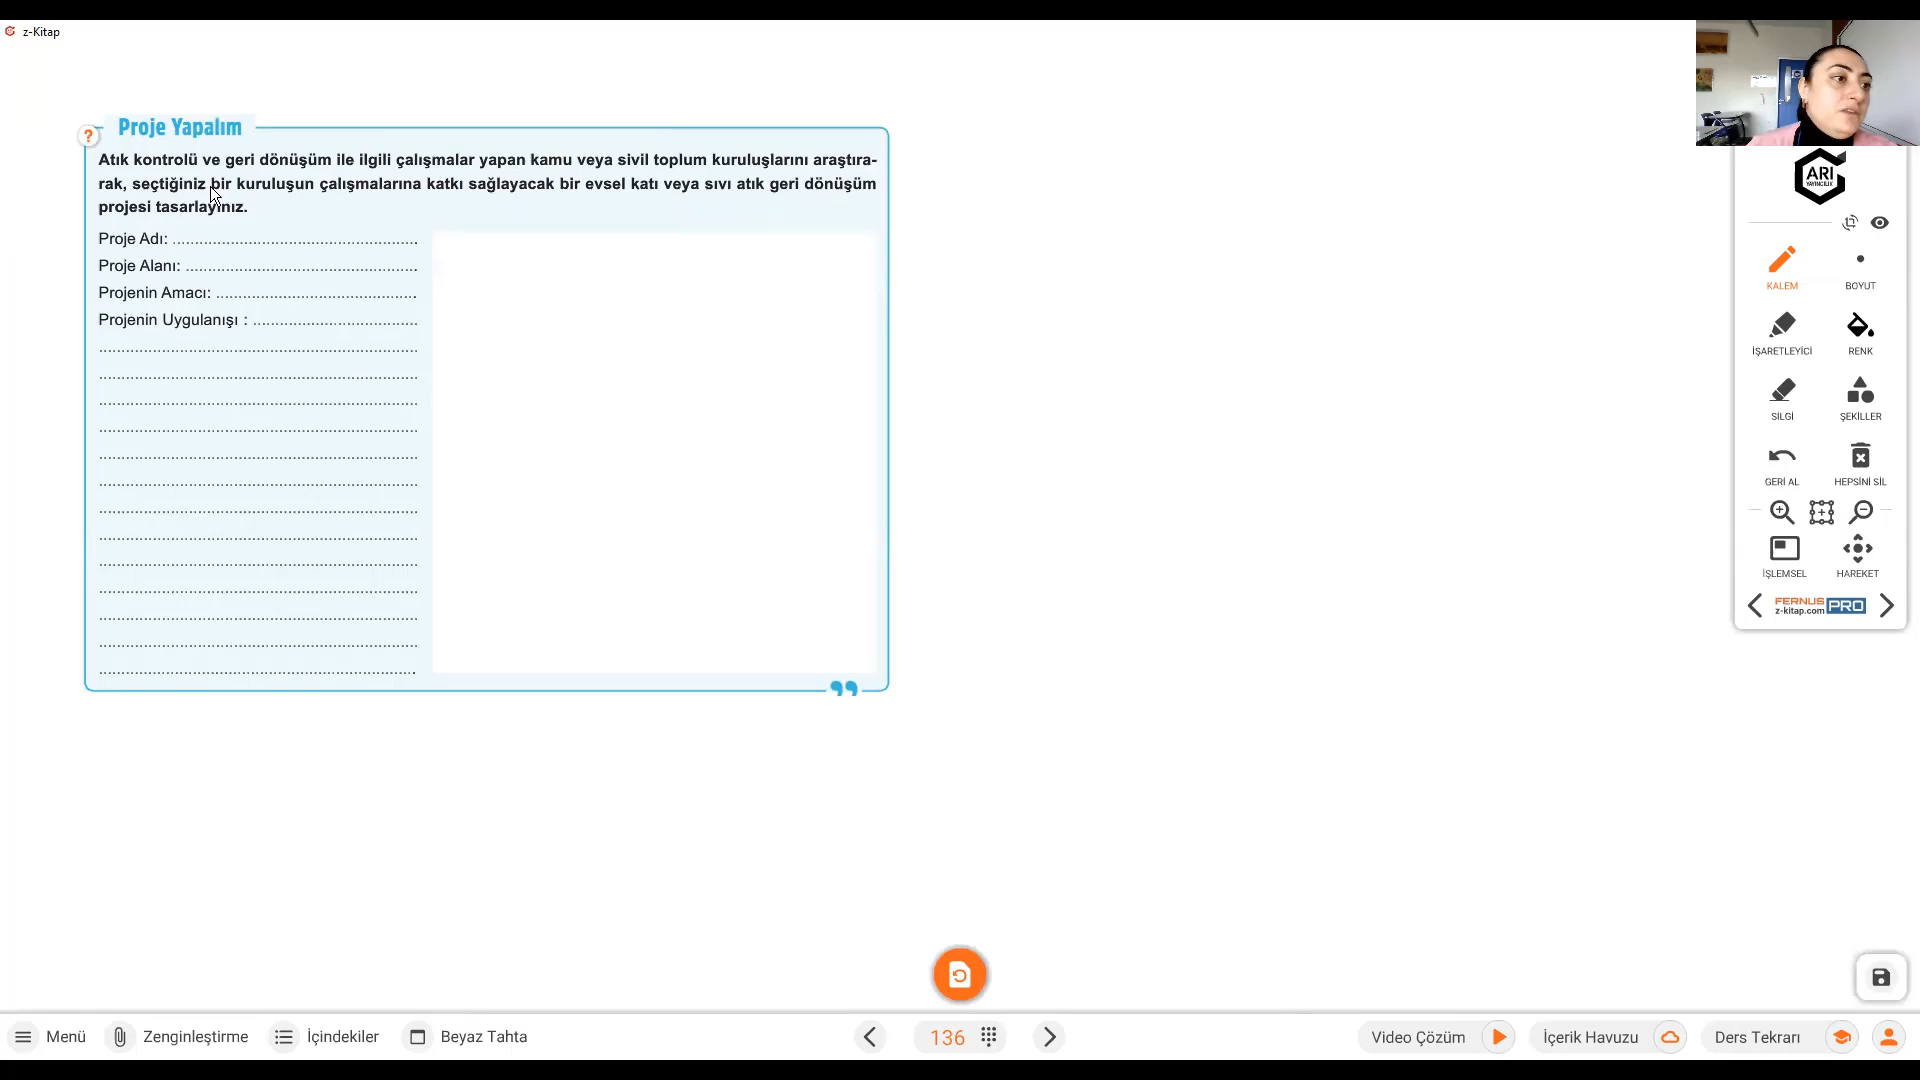 z-Kitap
Proje Yapalım
Atık kontrolü ve geri dönüşüm ile ilgili çalışmalar yapan kamu veya sivil toplum kuruluşlarını araştıra-
rak, seçtiğiniz bir kuruluşun çalışmalarına katkı sağlayacak bir evsel katı veya sıvı atık geri dönüşüm
projesi tasarlayınız.
Proje Adı: ......................................................
Proje Alanı: ...................................................
Projenin Amacı: ............................................
Projenin Uygulanışı : ....................................
ARI
YAYINCILIK
KALEM BOYUT
İŞARETLEYİCİ RENK
SİLGİ ŞEKİLLER
GERİ AL HEPSİNİ SİL
İŞLEMSEL HAREKET
FERNUS PRO
z-kitap.com
Menü Zenginleştirme İçindekiler Beyaz Tahta 136 Video Çözüm İçerik Havuzu Ders Tekrarı